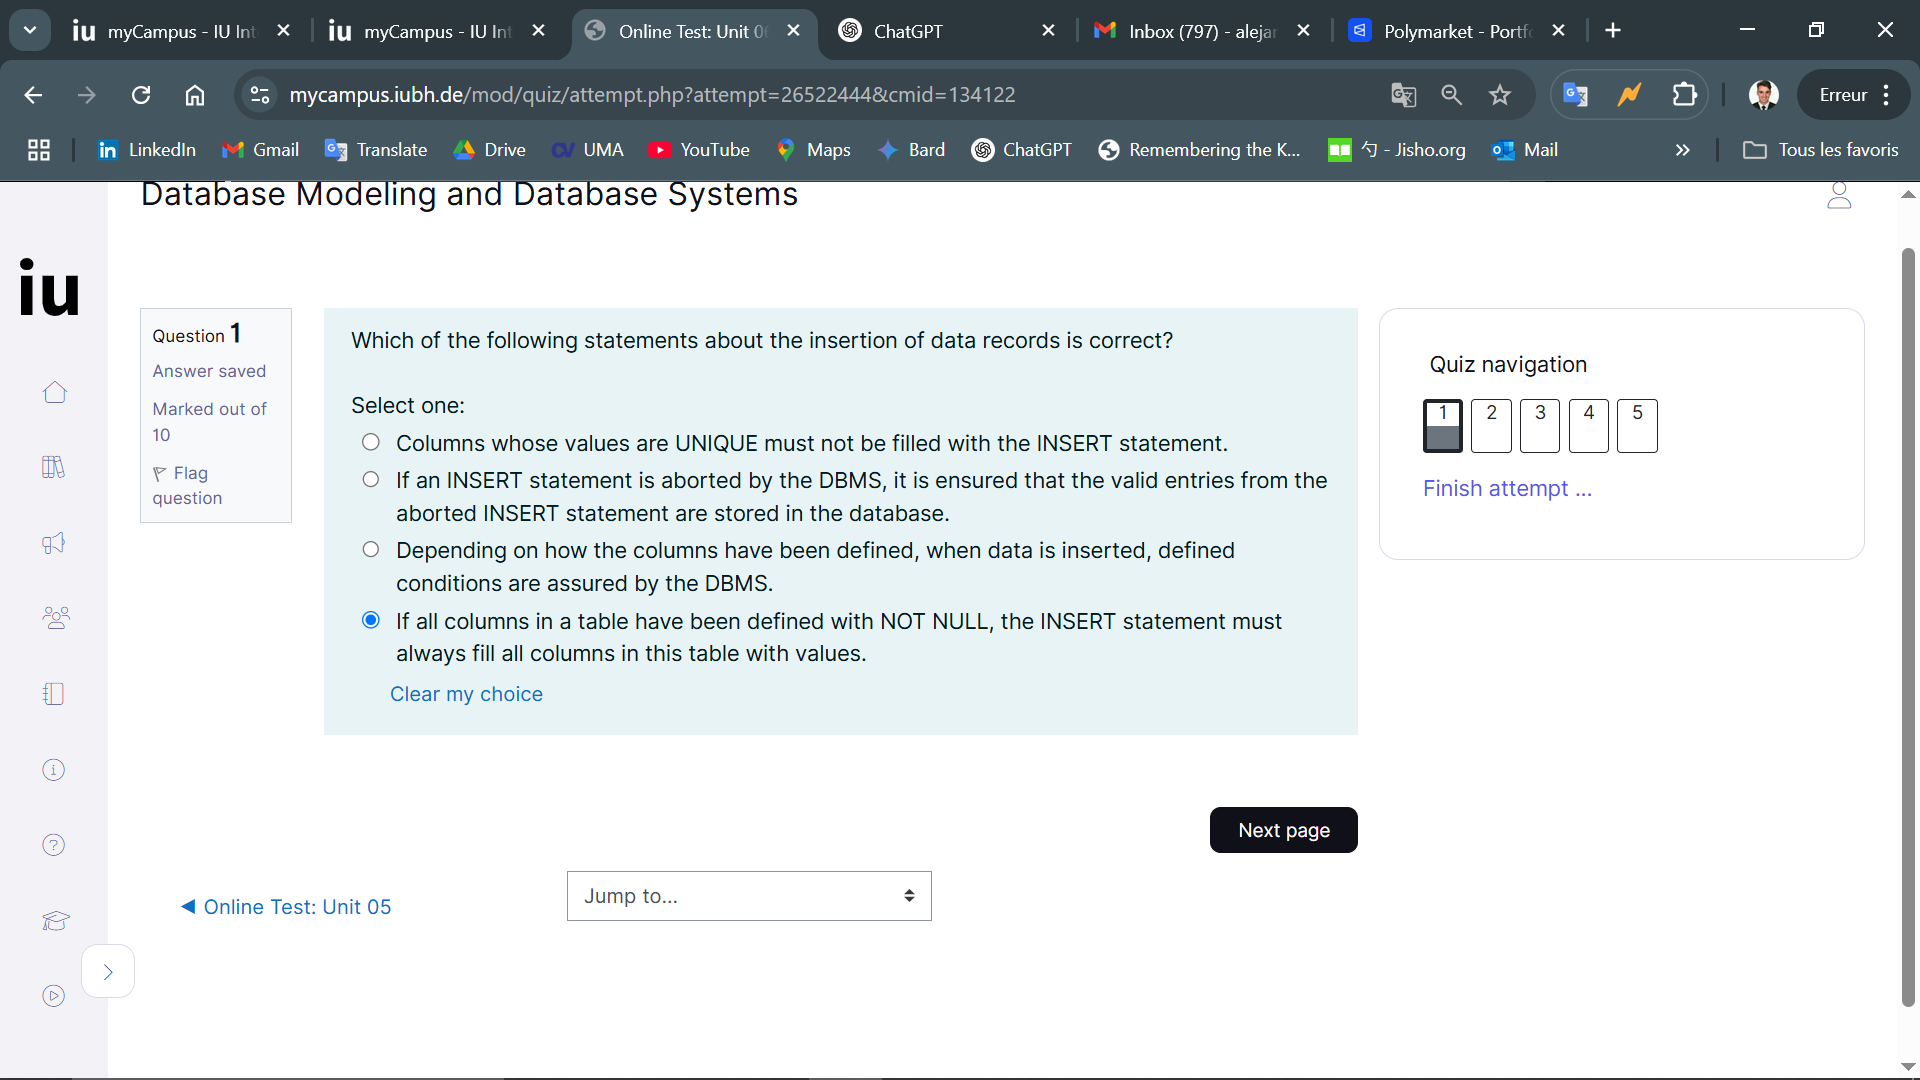 myCampus - IU Int
myCampus - IU Int
Online Test: Unit 0
ChatGPT
Inbox (797) - alejar
Polymarket - Portfo
mycampus.iubh.de/mod/quiz/attempt.php?attempt=26522444&cmid=134122
Erreur
LinkedIn
Gmail
Translate
Drive
UMA
YouTube
Maps
Bard
ChatGPT
Remembering the K...
勹 - Jisho.org
Mail
Tous les favoris
Database Modeling and Database Systems
iu
Question 1
Answer saved
Marked out of
10
Flag
question
Which of the following statements about the insertion of data records is correct?
Select one:
Columns whose values are UNIQUE must not be filled with the INSERT statement.
If an INSERT statement is aborted by the DBMS, it is ensured that the valid entries from the
aborted INSERT statement are stored in the database.
Depending on how the columns have been defined, when data is inserted, defined
conditions are assured by the DBMS.
If all columns in a table have been defined with NOT NULL, the INSERT statement must
always fill all columns in this table with values.
Clear my choice
Quiz navigation
1 2 3 4 5
Finish attempt ...
Next page
◀ Online Test: Unit 05
Jump to...